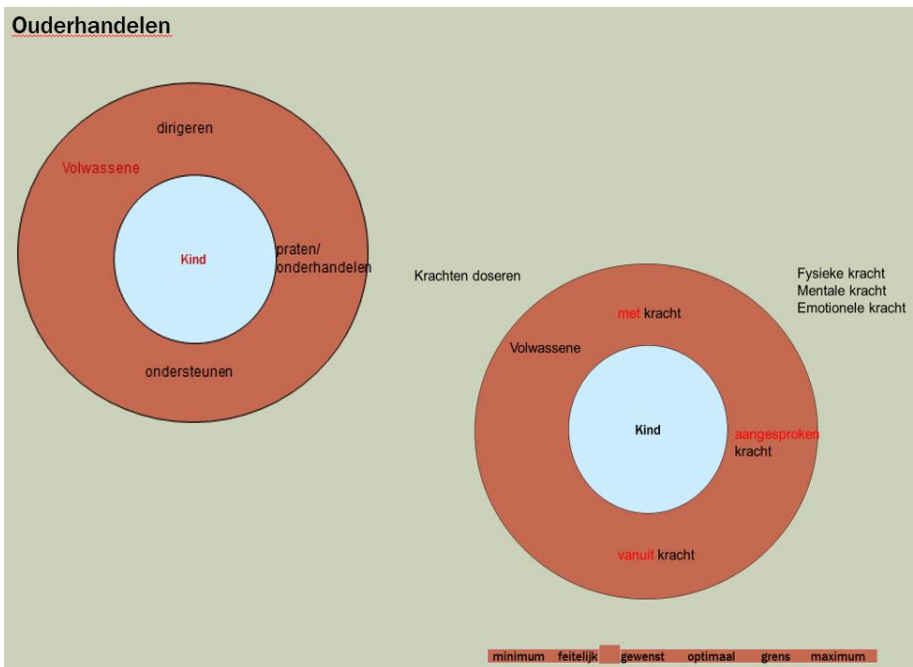 Ouderhandelen
dirigeren
Volwassene
Kind
praten/
onderhandelen
ondersteunen
Krachten doseren
Fysieke kracht
Mentale kracht
Emotionele kracht
met kracht
Volwassene
Kind
aangesproken
kracht
vanuit kracht
minimum feitelijk gewenst optimaal grens maximum